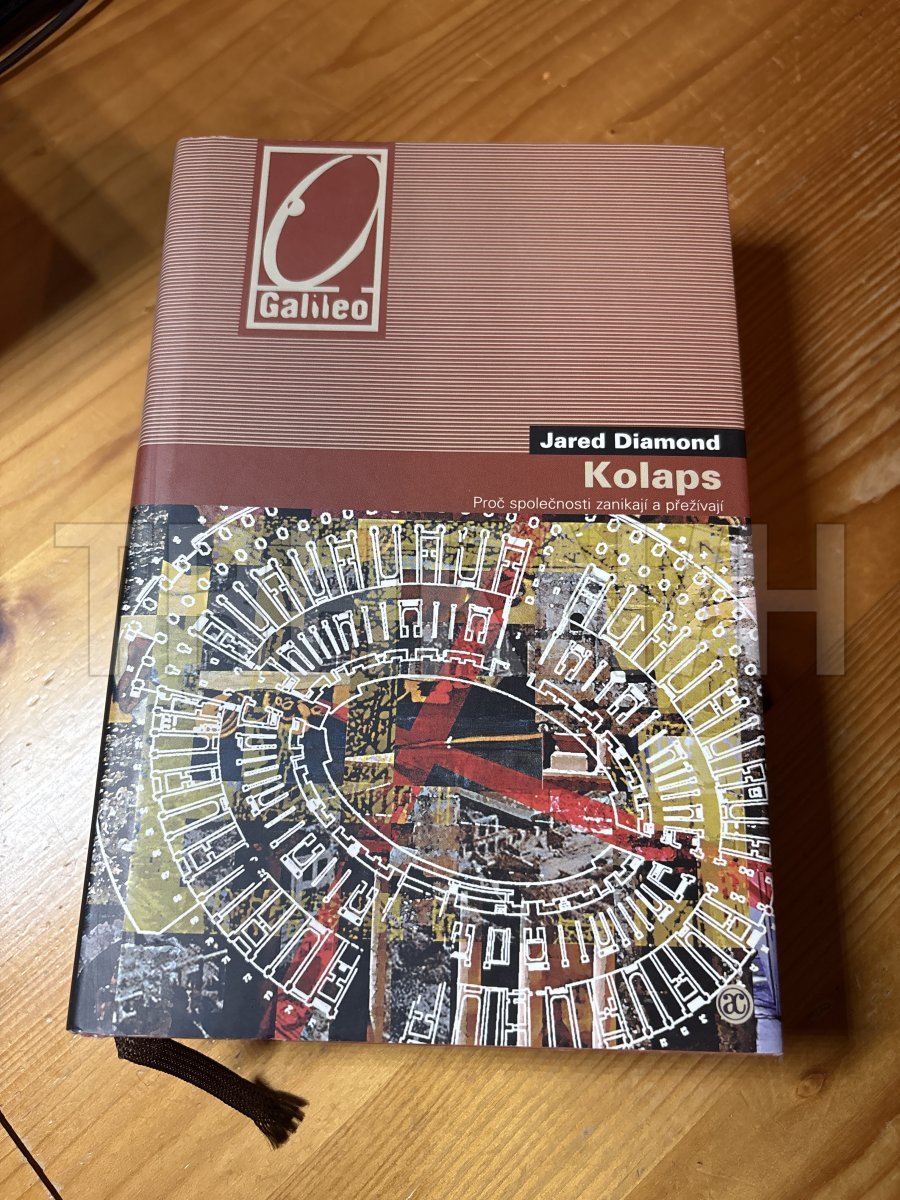 Galileo
Jared Diamond
Kolaps
Proč společnosti zanikají a přežívají